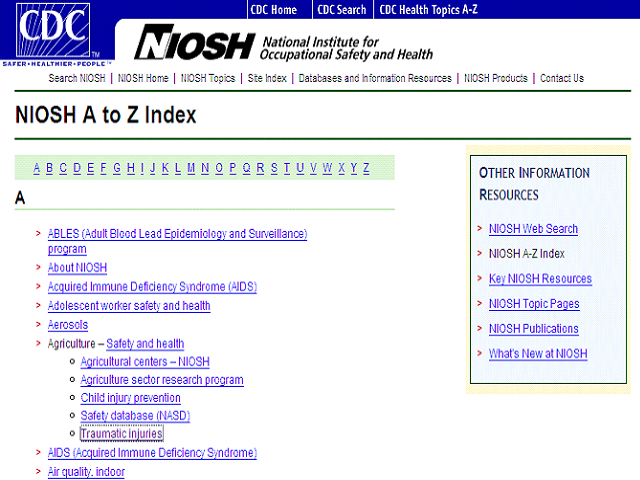 CDC Home CDC Search CDC Health Topics A-Z
CDC
TM
SAFER • HEALTHIER • PEOPLE™
NIOSH National Institute for
Occupational Safety and Health
Search NIOSH | NIOSH Home | NIOSH Topics | Site Index | Databases and Information Resources | NIOSH Products | Contact Us
NIOSH A to Z Index
A B C D E F G H I J K L M N O P Q R S T U V W X Y Z
A
> ABLES (Adult Blood Lead Epidemiology and Surveillance)
program
> About NIOSH
> Acquired Immune Deficiency Syndrome (AIDS)
> Adolescent worker safety and health
> Aerosols
> Agriculture – Safety and health
Agricultural centers – NIOSH
Agriculture sector research program
Child injury prevention
Safety database (NASD)
Traumatic injuries
> AIDS (Acquired Immune Deficiency Syndrome)
> Air quality, indoor
OTHER INFORMATION
RESOURCES
> NIOSH Web Search
> NIOSH A-Z Index
> Key NIOSH Resources
> NIOSH Topic Pages
> NIOSH Publications
> What's New at NIOSH